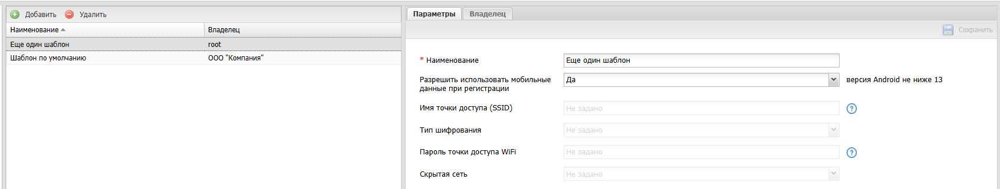 Добавить Удалить
Наименование Владелец
Еще один шаблон root
Шаблон по умолчанию ООО "Компания"
Параметры Владелец
Сохранить
* Наименование Еще один шаблон
Разрешить использовать мобильные
данные при регистрации Да версия Android не ниже 13
Имя точки доступа (SSID) Не задано ?
Тип шифрования Не задано
Пароль точки доступа WiFi Не задано ?
Скрытая сеть Не задано